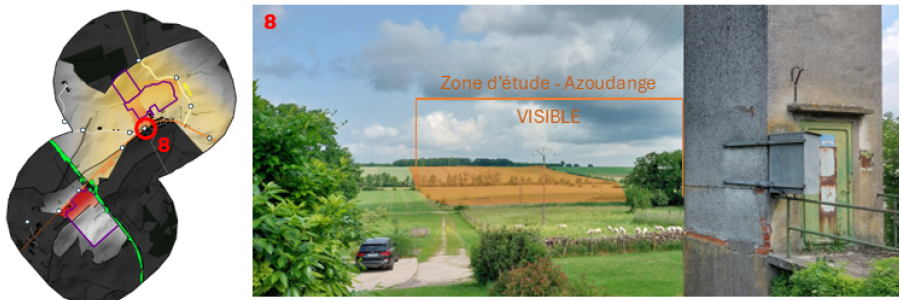 8
8
Zone d'étude - Azoudange
VISIBLE